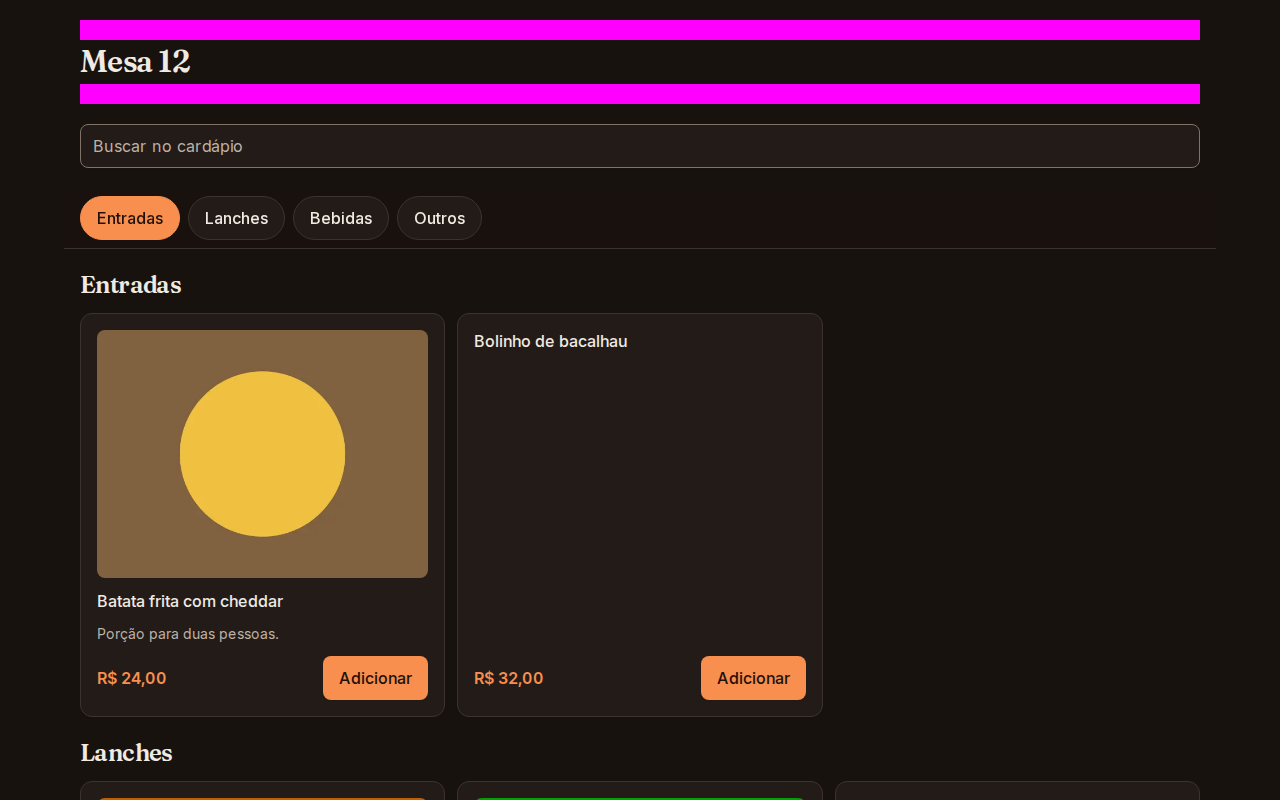 Mesa 12
Buscar no cardápio
Entradas
Lanches
Bebidas
Outros
Entradas
Batata frita com cheddar
Porção para duas pessoas.
R$ 24,00
Adicionar
Bolinho de bacalhau
R$ 32,00
Adicionar
Lanches